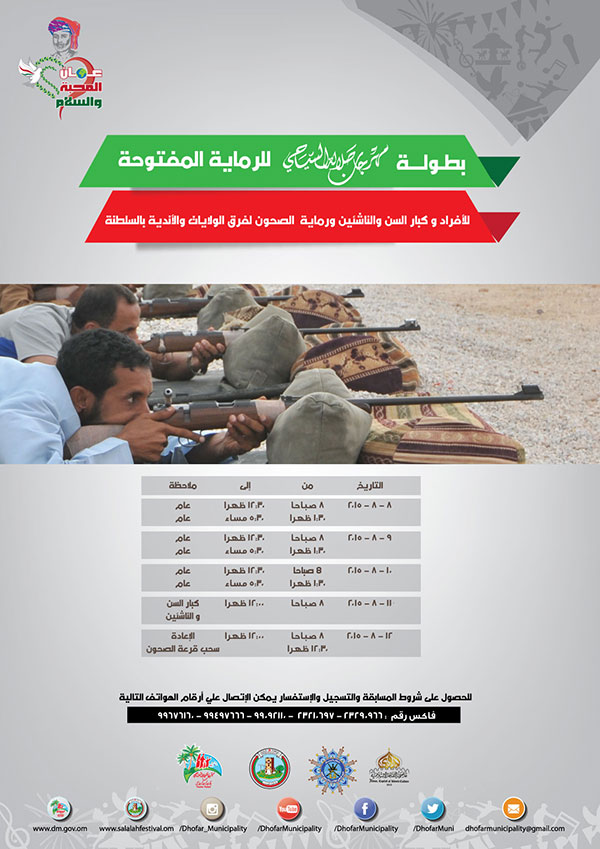 عمان
المحبة
والسلام
بطولة مهرجان صلالة السياحي للرماية المفتوحة
للأفراد و كبار السن والناشئين ورماية الصحون لفرق الولايات والأندية بالسلطنة
التاريخ من إلى ملاحظة
٨ - ٨ - ٢٠١٥ ٨ صباحا ١٢:٣٠ ظهرا عام
١:٣٠ ظهرا ٥:٣٠ مساء عام
٩ - ٨ - ٢٠١٥ ٨ صباحا ١٢:٣٠ ظهرا عام
١:٣٠ ظهرا ٥:٣٠ مساء عام
١٠ - ٨ - ٢٠١٥ 8 صباحا ١٢:٣٠ ظهرا عام
١:٣٠ ظهرا ٥:٣٠ مساء عام
١١ - ٨ - ٢٠١٥ ٨ صباحا ١٢:٠٠ ظهرا كبار السن
و الناشئين
١٢ - ٨ - ٢٠١٥ ٨ صباحا ١٢:٠٠ ظهرا الإعادة
١٢:٣٠ ظهرا سحب قرعة الصحون
للحصول على شروط المسابقة والتسجيل والإستفسار يمكن الإتصال علي أرقام الهواتف التالية
فاكس رقم : ٢٣٢٩٠٩٦٦ - ٢٣٢١٠٦٩٧ - ٩٩٠٩٢١١٠ - ٩٩٤٩٧٦٦٦ - ٩٩٦٧٦١٦٠
www.dm.gov.om www.salalahfestival.om /Dhofar_Municipality /DhofarMunicipality /DhofarMunicipality /DhofarMuni dhofarmunicipality@gmail.com